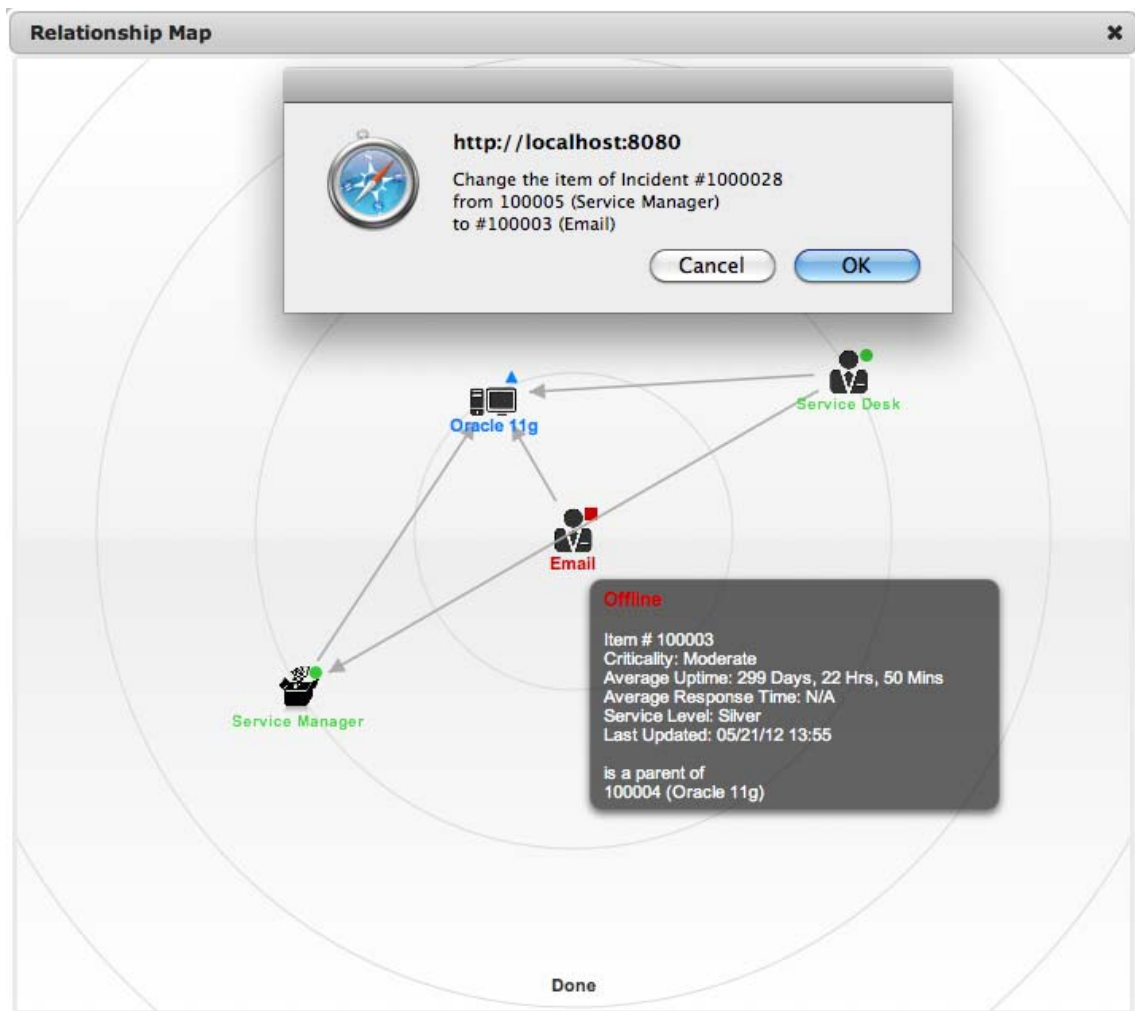 Relationship Map
http://localhost:8080
Change the item of Incident #1000028
from 100005 (Service Manager)
to #100003 (Email)
Cancel
OK
Service Desk
Oracle 11g
Email
Offline
Item # 100003
Criticality: Moderate
Average Uptime: 299 Days, 22 Hrs, 50 Mins
Average Response Time: N/A
Service Level: Silver
Last Updated: 05/21/12 13:55
is a parent of
100004 (Oracle 11g)
Service Manager
Done